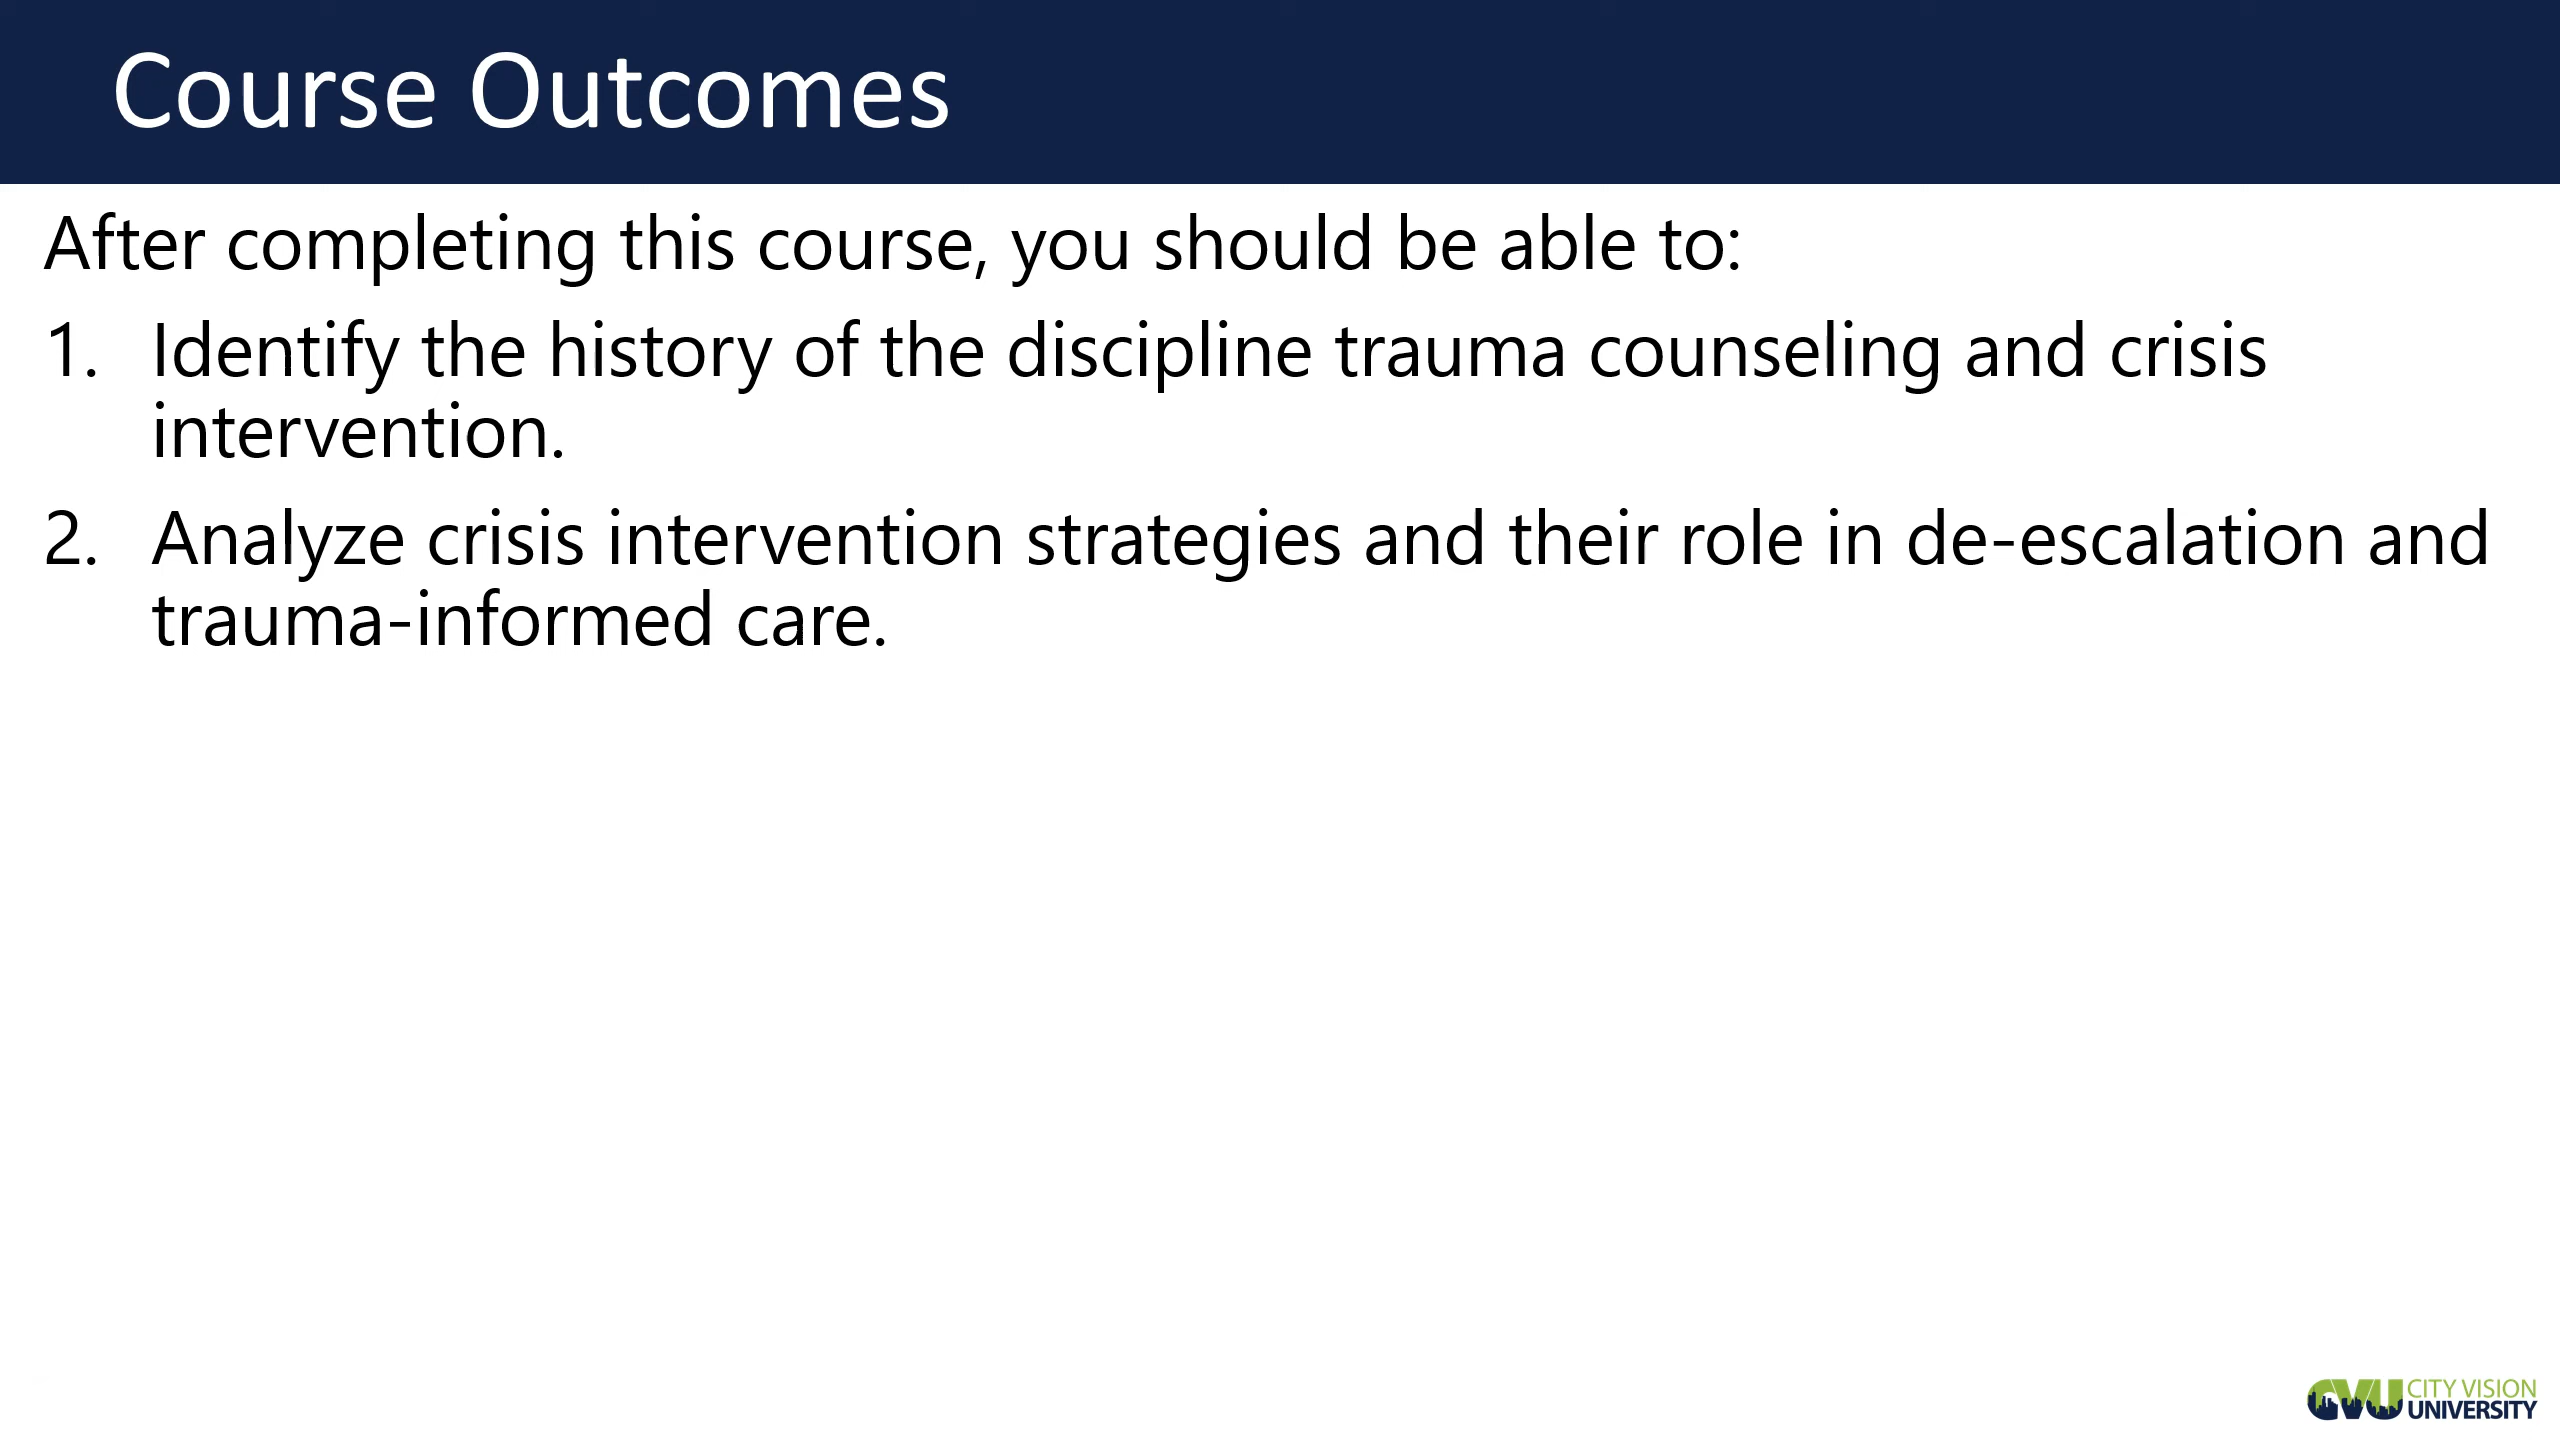 Course Outcomes
After completing this course, you should be able to:
1. Identify the history of the discipline trauma counseling and crisis
intervention.
2. Analyze crisis intervention strategies and their role in de-escalation and
trauma-informed care.
CVU CITY VISION
UNIVERSITY